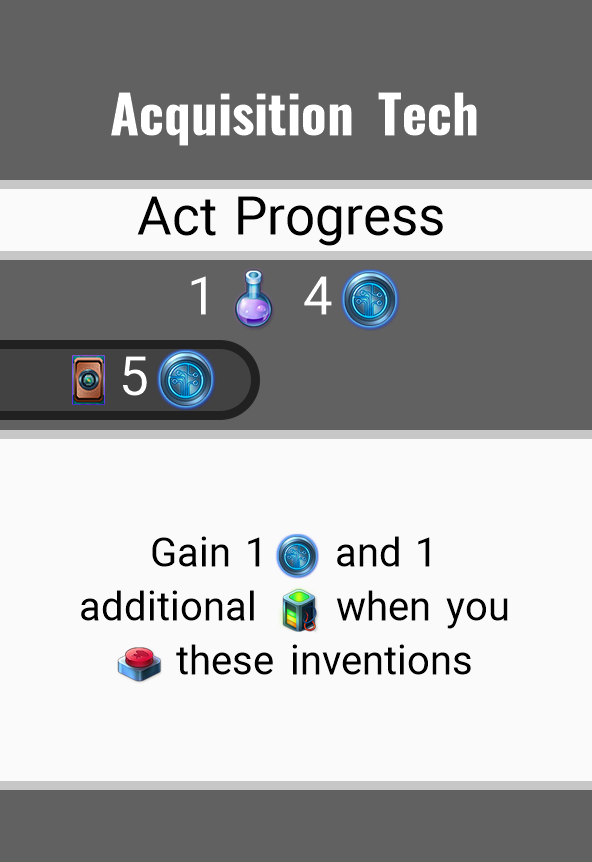 Acquisition Tech
Act Progress
1 4
5
Gain 1 and 1
additional when you
these inventions